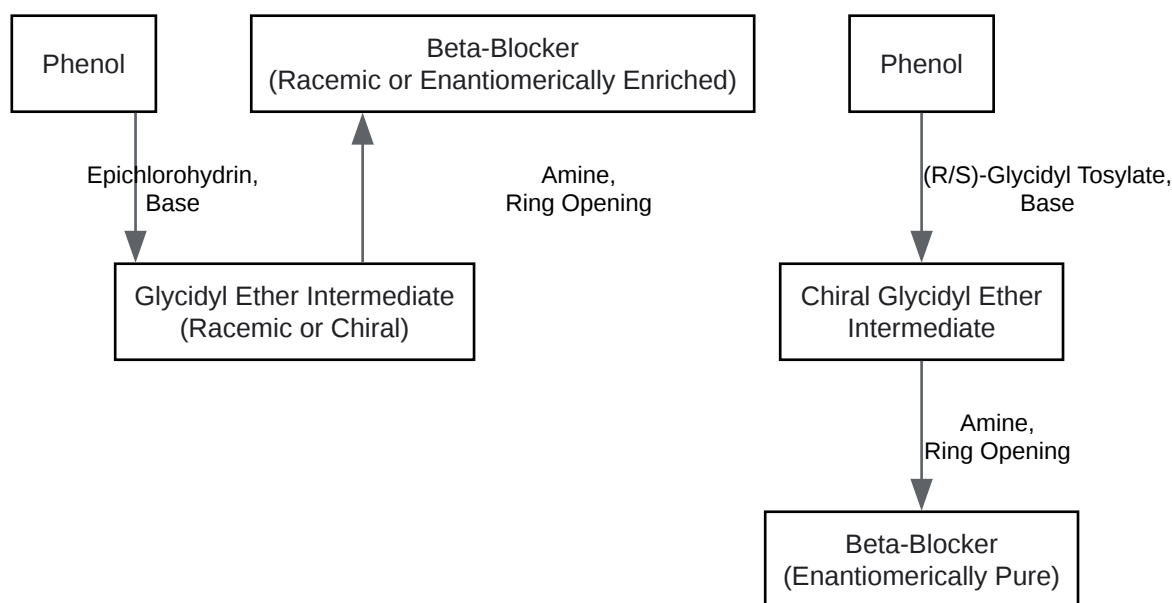 Phenol
Epichlorohydrin,
Base
Glycidyl Ether Intermediate
(Racemic or Chiral)
Amine,
Ring Opening
Beta-Blocker
(Racemic or Enantiomerically Enriched)
Phenol
(R/S)-Glycidyl Tosylate,
Base
Chiral Glycidyl Ether
Intermediate
Amine,
Ring Opening
Beta-Blocker
(Enantiomerically Pure)